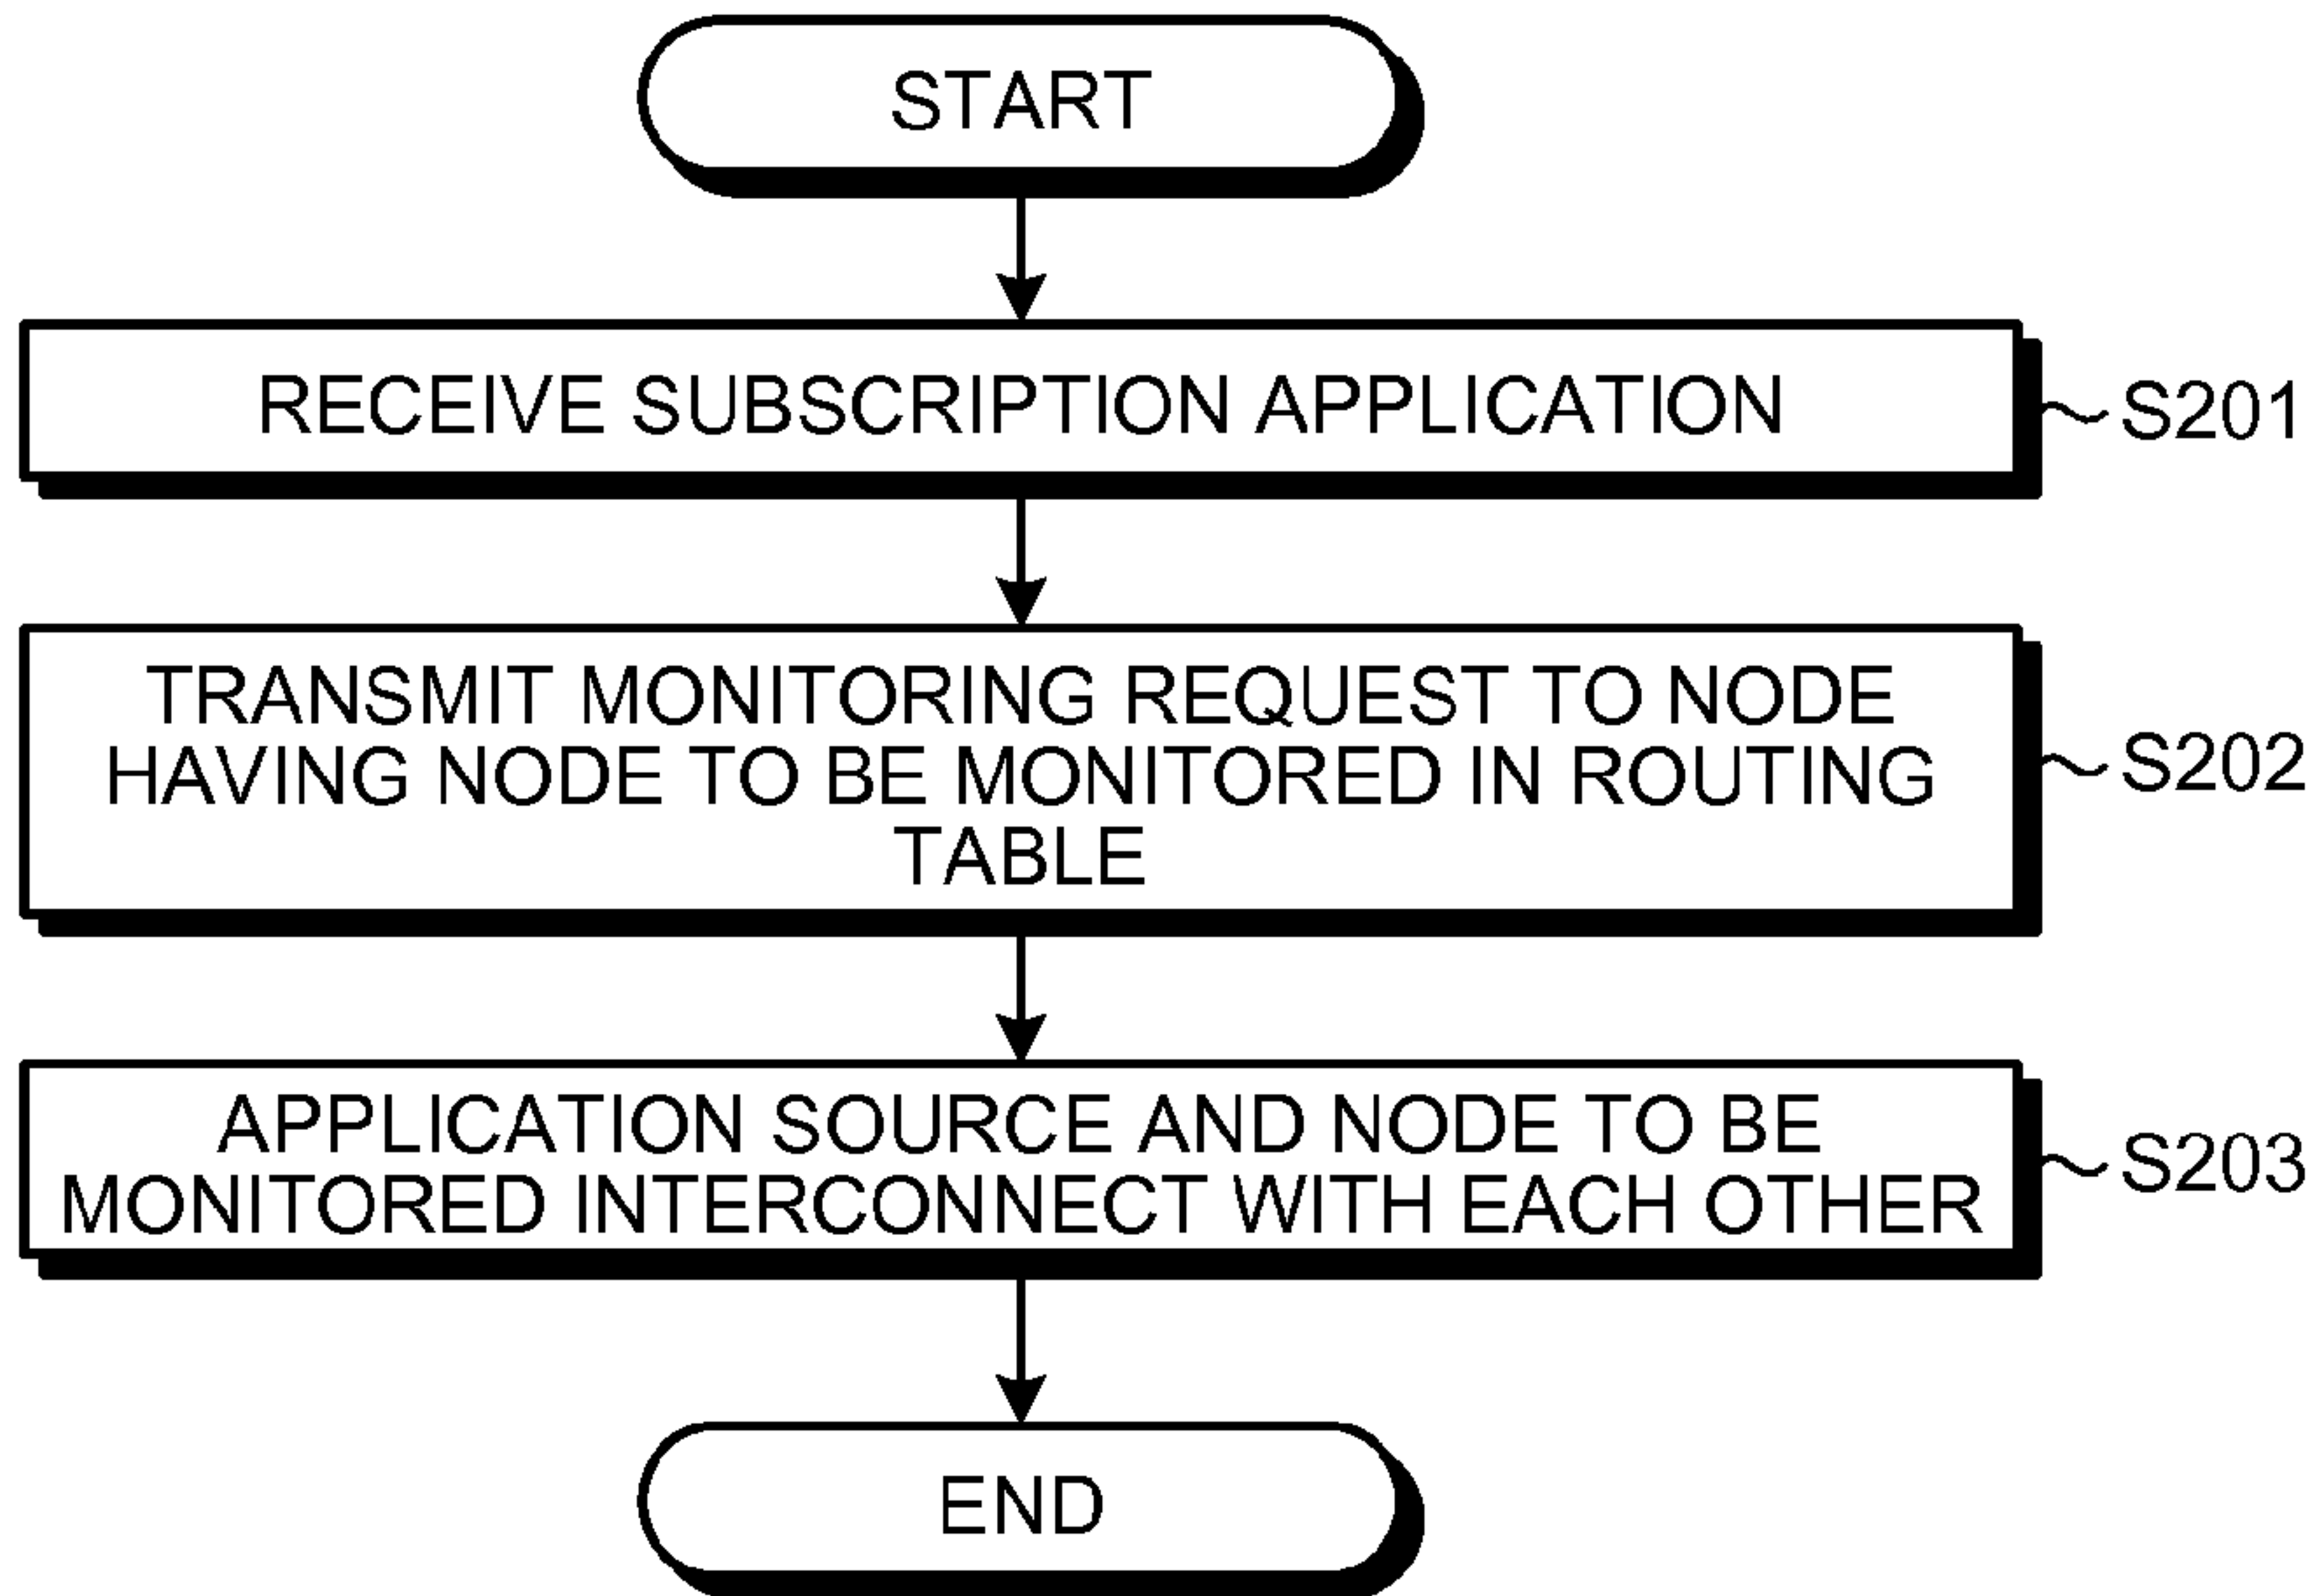 START
RECEIVE SUBSCRIPTION APPLICATION
S201
TRANSMIT MONITORING REQUEST TO NODE
HAVING NODE TO BE MONITORED IN ROUTING
TABLE
S202
APPLICATION SOURCE AND NODE TO BE
MONITORED INTERCONNECT WITH EACH OTHER
S203
END